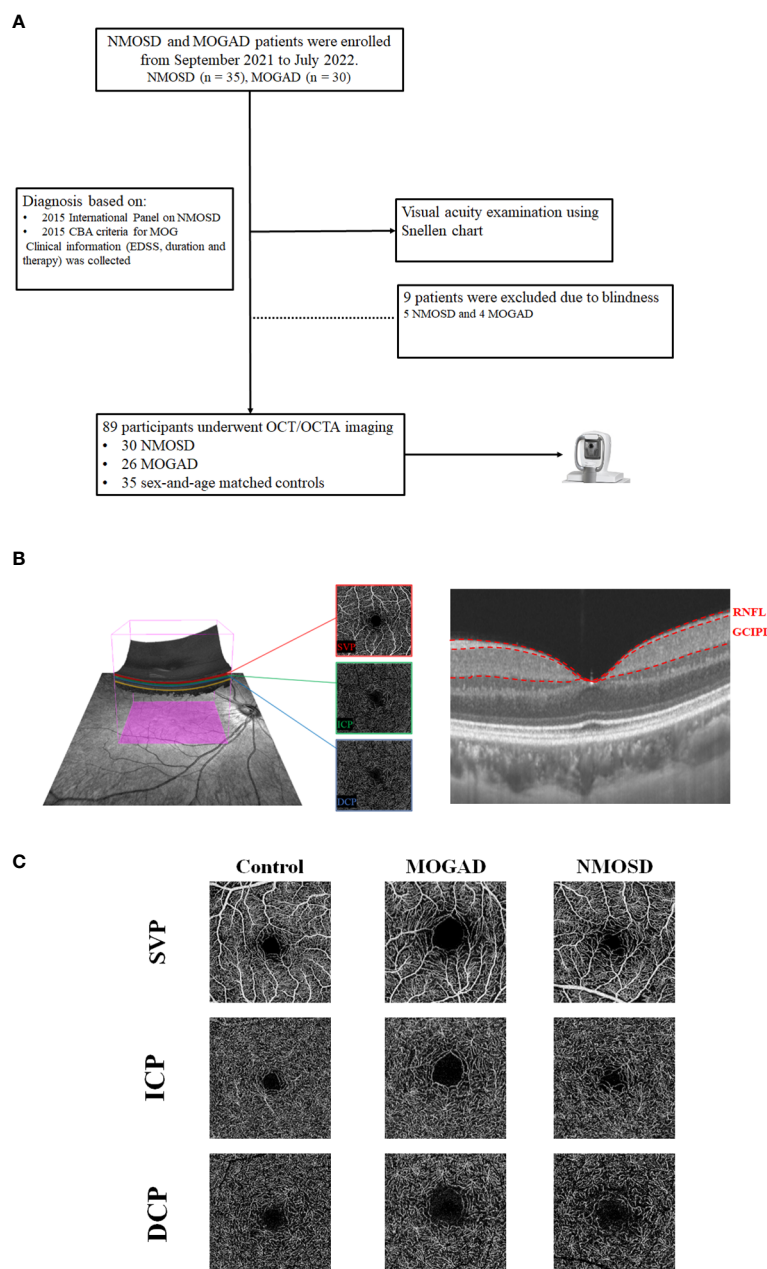 A
NMOSD and MOGAD patients were enrolled
from September 2021 to July 2022.
NMOSD (n = 35), MOGAD (n = 30)
Diagnosis based on:
• 2015 International Panel on NMOSD
• 2015 CBA criteria for MOG
Clinical information (EDSS, duration and
therapy) was collected
Visual acuity examination using
Snellen chart
9 patients were excluded due to blindness
5 NMOSD and 4 MOGAD
89 participants underwent OCT/OCTA imaging
• 30 NMOSD
• 26 MOGAD
• 35 sex-and-age matched controls
B
SVP
ICP
DCP
RNFL
GCIPI
C
Control MOGAD NMOSD
SVP
ICP
DCP